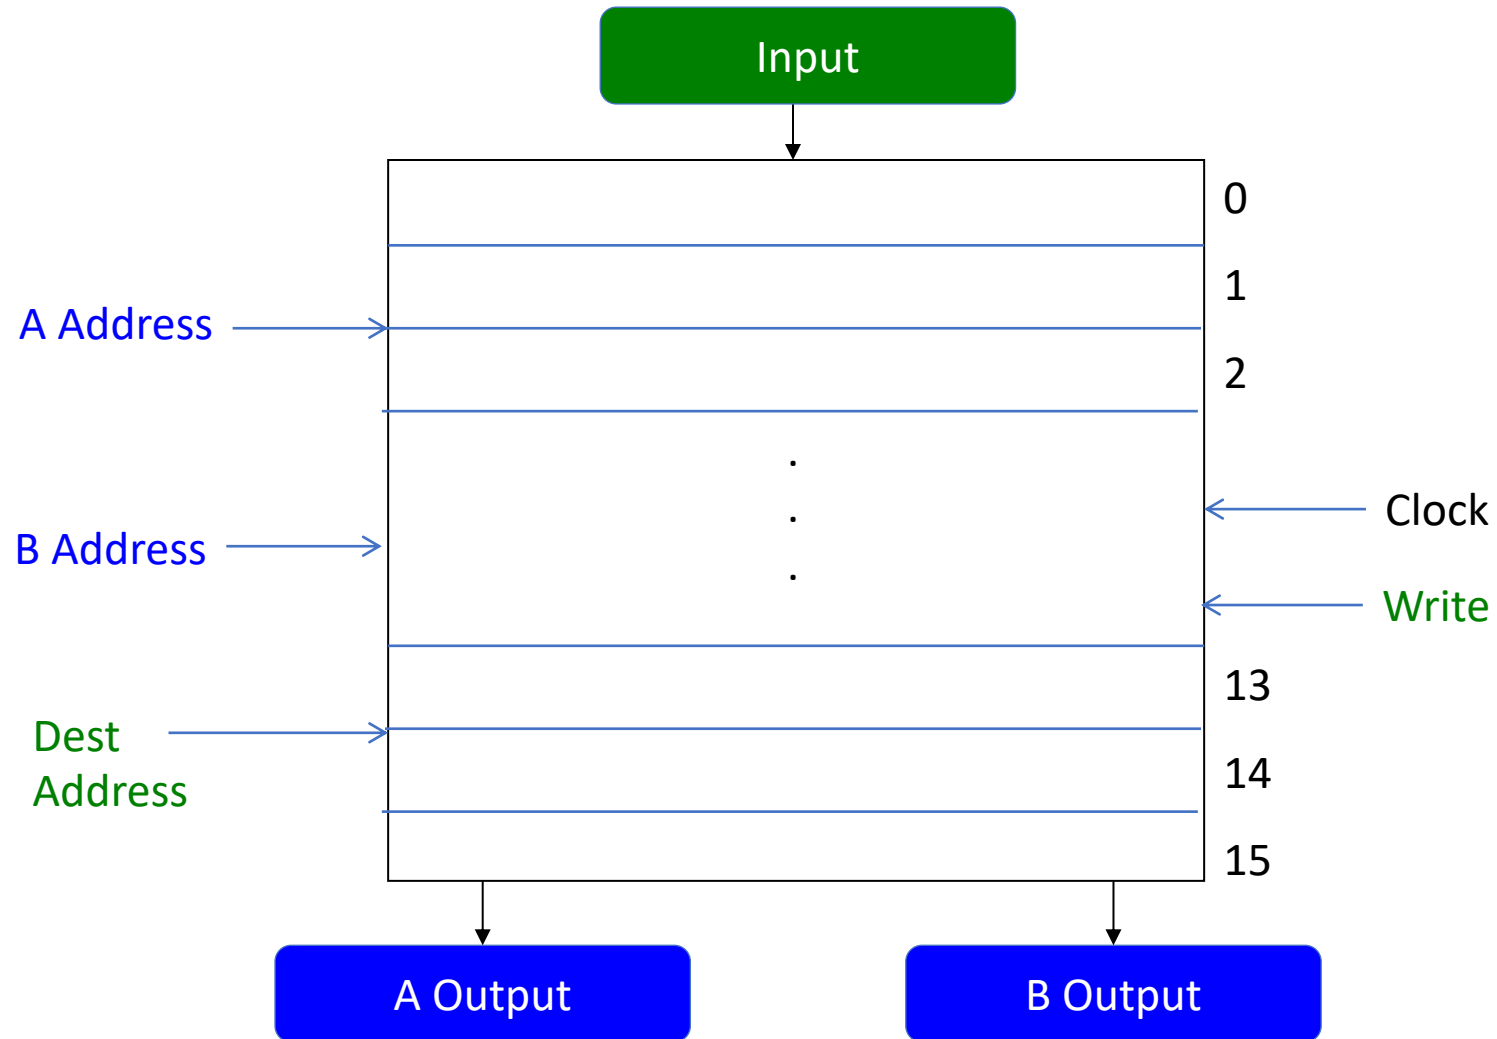 Input
0
1
A Address
2
.
.
.
Clock
B Address
Write
13
Dest
Address
14
15
A Output
B Output